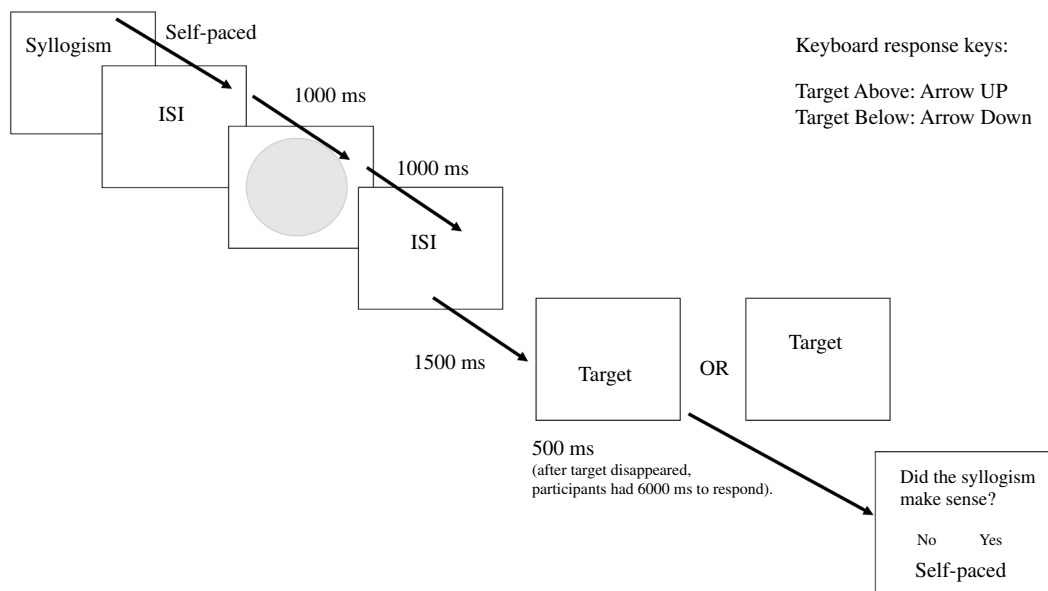 Syllogism
Self-paced
Keyboard response keys:
Target Above: Arrow UP
Target Below: Arrow Down
ISI
1000 ms
1000 ms
ISI
1500 ms
Target
OR
Target
500 ms
(after target disappeared,
participants had 6000 ms to respond).
Did the syllogism
make sense?
No Yes
Self-paced